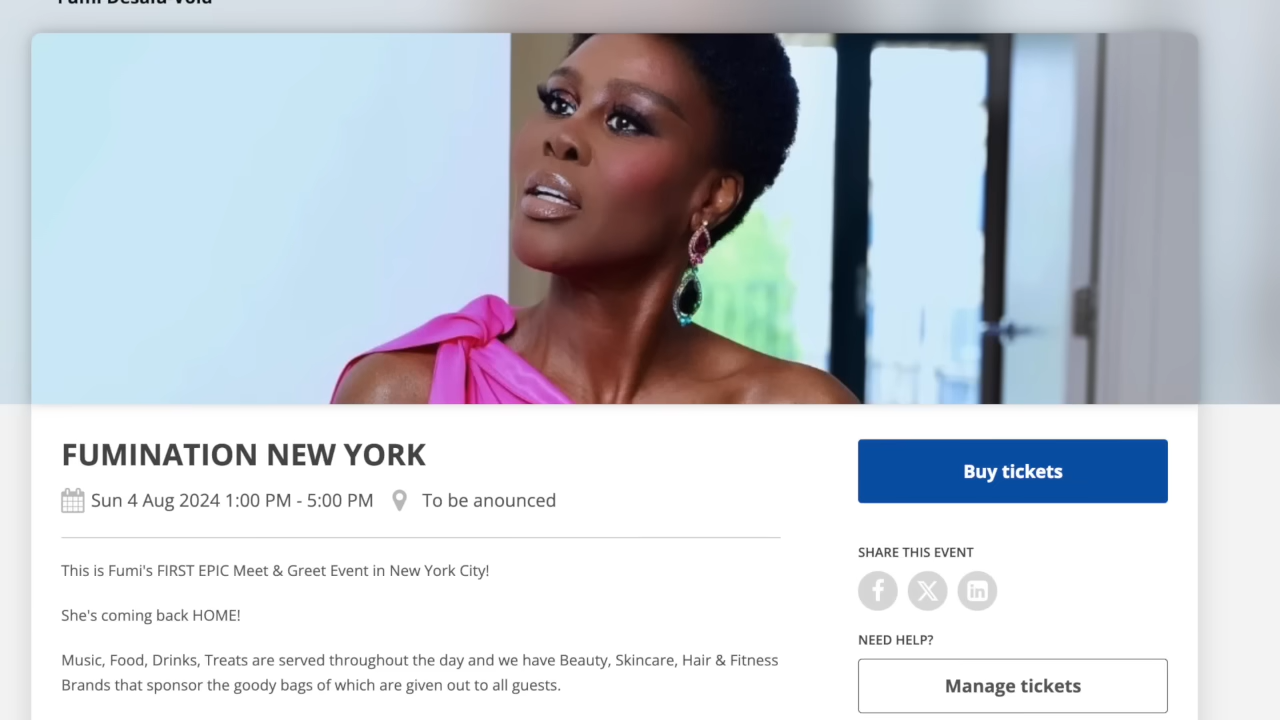 FUMINATION NEW YORK
Sun 4 Aug 2024 1:00 PM - 5:00 PM To be anounced
This is Fumi's FIRST EPIC Meet & Greet Event in New York City!
She's coming back HOME!
Music, Food, Drinks, Treats are served throughout the day and we have Beauty, Skincare, Hair & Fitness
Brands that sponsor the goody bags of which are given out to all guests.
Buy tickets
SHARE THIS EVENT
NEED HELP?
Manage tickets